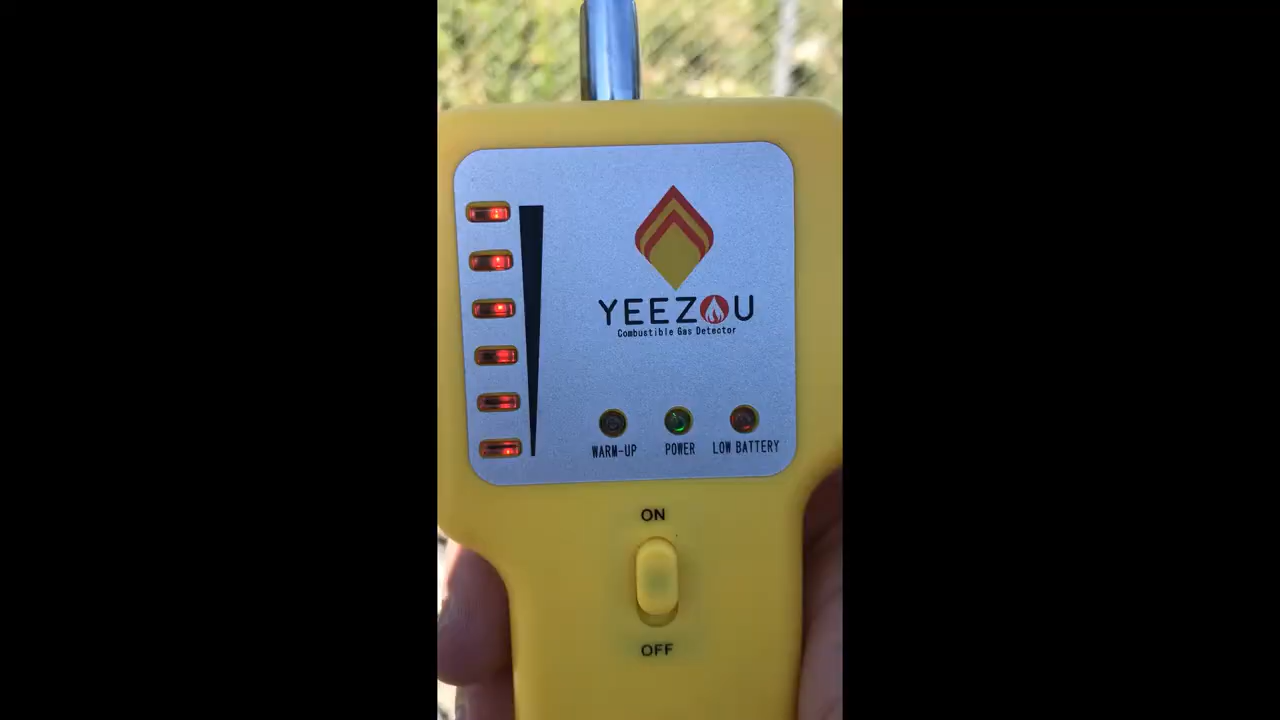 YEEZOU
Combustible Gas Detector
WARM-UP POWER LOW BATTERY
ON
OFF